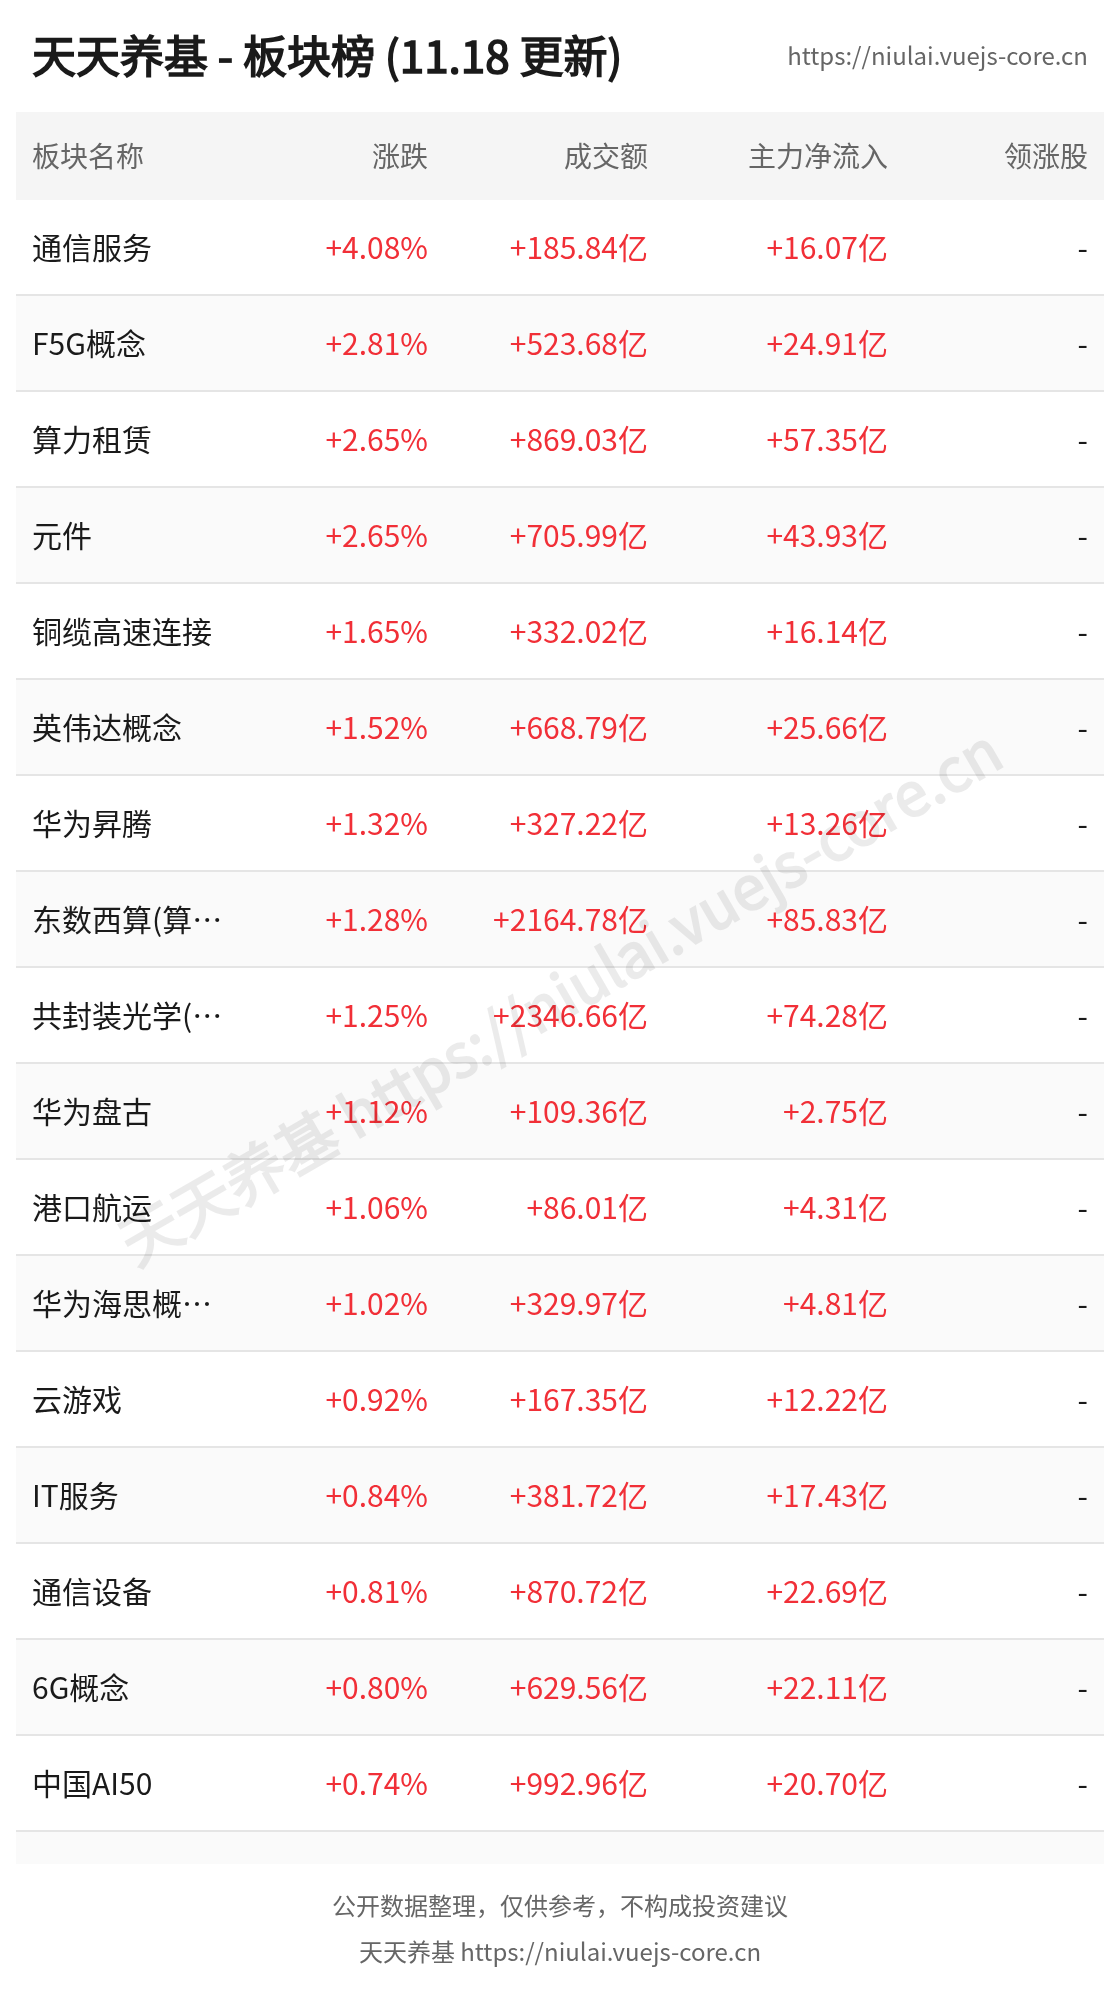 天天养基 - 板块榜 (11.18 更新) https://niulai.vuejs-core.cn
板块名称 涨跌 成交额 主力净流入 领涨股
通信服务 +4.08% +185.84亿 +16.07亿 -
F5G概念 +2.81% +523.68亿 +24.91亿 -
算力租赁 +2.65% +869.03亿 +57.35亿 -
元件 +2.65% +705.99亿 +43.93亿 -
铜缆高速连接 +1.65% +332.02亿 +16.14亿 -
英伟达概念 +1.52% +668.79亿 +25.66亿 -
华为昇腾 +1.32% +327.22亿 +13.26亿 -
东数西算(算… +1.28% +2164.78亿 +85.83亿 -
共封装光学(… +1.25% +2346.66亿 +74.28亿 -
华为盘古 +1.12% +109.36亿 +2.75亿 -
港口航运 +1.06% +86.01亿 +4.31亿 -
华为海思概… +1.02% +329.97亿 +4.81亿 -
云游戏 +0.92% +167.35亿 +12.22亿 -
IT服务 +0.84% +381.72亿 +17.43亿 -
通信设备 +0.81% +870.72亿 +22.69亿 -
6G概念 +0.80% +629.56亿 +22.11亿 -
中国AI50 +0.74% +992.96亿 +20.70亿 -
天天养基 https://niulai.vuejs-core.cn
公开数据整理，仅供参考，不构成投资建议
天天养基 https://niulai.vuejs-core.cn